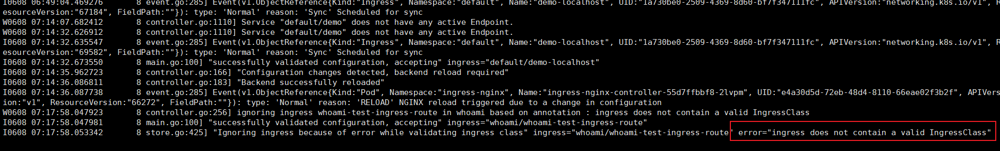 I0608 06:49:04.469276       8 event.go:285] Event(v1.ObjectReference{Kind:"Ingress", Namespace:"default", Name:"demo-localhost", UID:"1a730be0-2509-4369-8d60-bf7f347111fc", APIVersion:"networking.k8s.io/v1", R
esourceVersion:"67184", FieldPath:""}): type: 'Normal' reason: 'Sync' Scheduled for sync
W0608 07:14:07.682412       8 controller.go:1110] Service "default/demo" does not have any active Endpoint.
W0608 07:14:32.626912       8 controller.go:1110] Service "default/demo" does not have any active Endpoint.
I0608 07:14:32.635547       8 event.go:285] Event(v1.ObjectReference{Kind:"Ingress", Namespace:"default", Name:"demo-localhost", UID:"1a730be0-2509-4369-8d60-bf7f347111fc", APIVersion:"networking.k8s.io/v1", R
esourceVersion:"69582", FieldPath:""}): type: 'Normal' reason: 'Sync' Scheduled for sync
I0608 07:14:32.673550       8 main.go:100] "successfully validated configuration, accepting" ingress="default/demo-localhost"
I0608 07:14:35.962723       8 controller.go:166] "Configuration changes detected, backend reload required"
I0608 07:14:36.086811       8 controller.go:183] "Backend successfully reloaded"
I0608 07:14:36.087738       8 event.go:285] Event(v1.ObjectReference{Kind:"Pod", Namespace:"ingress-nginx", Name:"ingress-nginx-controller-55d7ffbbf8-2lvpm", UID:"e4a30d5d-72eb-48d4-8110-66eae02f3b2f", APIVers
ion:"v1", ResourceVersion:"66272", FieldPath:""}): type: 'Normal' reason: 'RELOAD' NGINX reload triggered due to a change in configuration
W0608 07:17:58.047923       8 controller.go:256] ignoring ingress whoami-test-ingress-route in whoami based on annotation : ingress does not contain a valid IngressClass
I0608 07:17:58.047981       8 main.go:100] "successfully validated configuration, accepting" ingress="whoami/whoami-test-ingress-route"
I0608 07:17:58.053342       8 store.go:425] "Ignoring ingress because of error while validating ingress class" ingress="whoami/whoami-test-ingress-route" error="ingress does not contain a valid IngressClass"